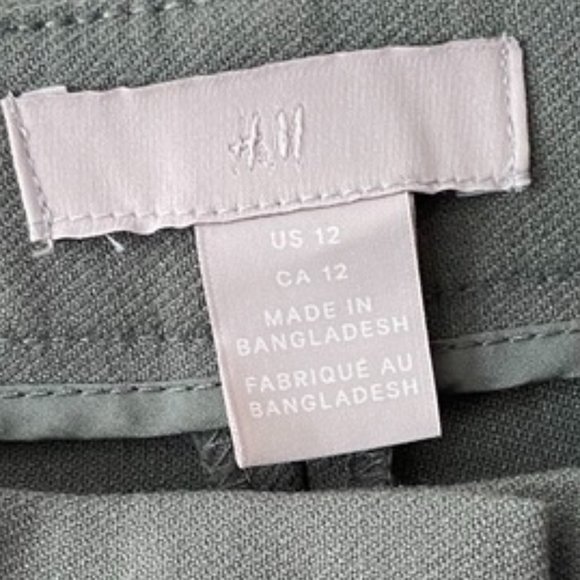 H&M
US 12
CA 12
MADE IN
BANGLADESH
FABRIQUÉ AU
BANGLADESH